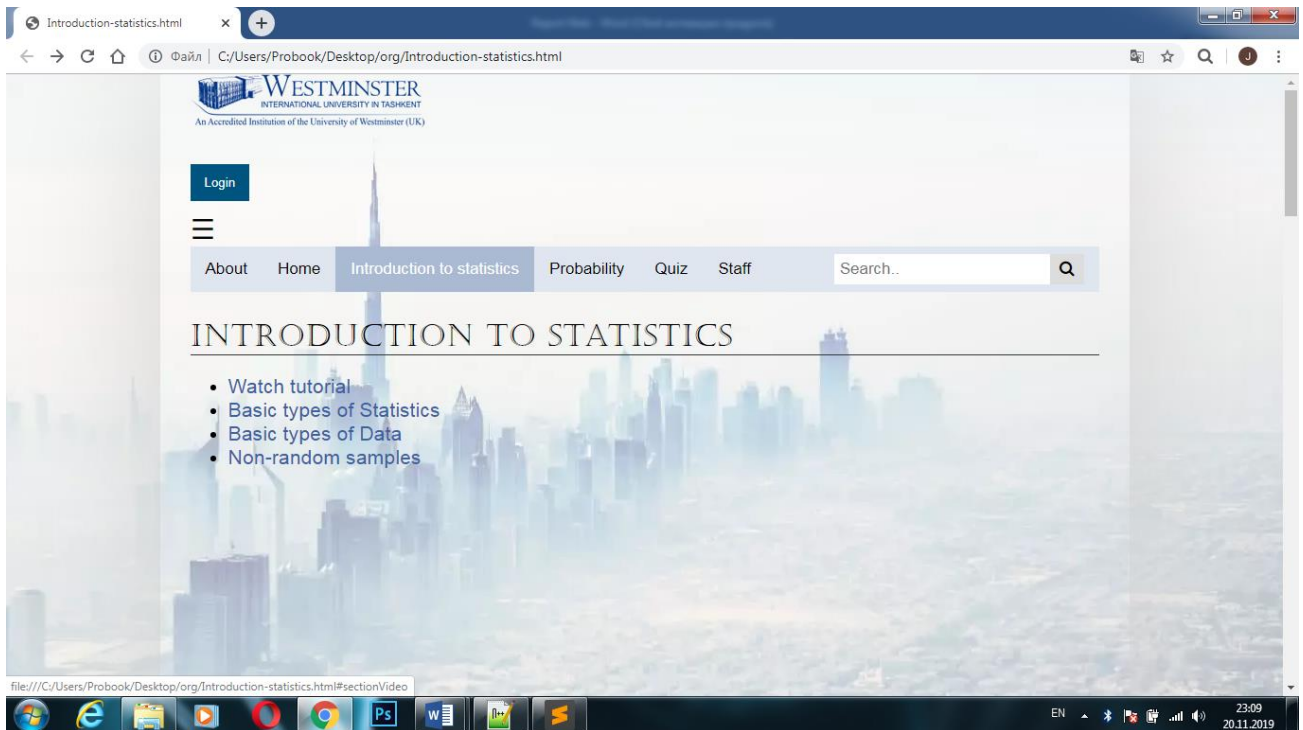 Introduction-statistics.html
Файл | C:/Users/Probook/Desktop/org/Introduction-statistics.html
J
WESTMINSTER
INTERNATIONAL UNIVERSITY IN TASHKENT
An Accredited Institution of the University of Westminster (UK)
Login
About Home Introduction to statistics Probability Quiz Staff Search..
INTRODUCTION TO STATISTICS
• Watch tutorial
• Basic types of Statistics
• Basic types of Data
• Non-random samples
file:///C:/Users/Probook/Desktop/org/Introduction-statistics.html#sectionVideo
Ps
EN
23:09
20.11.2019